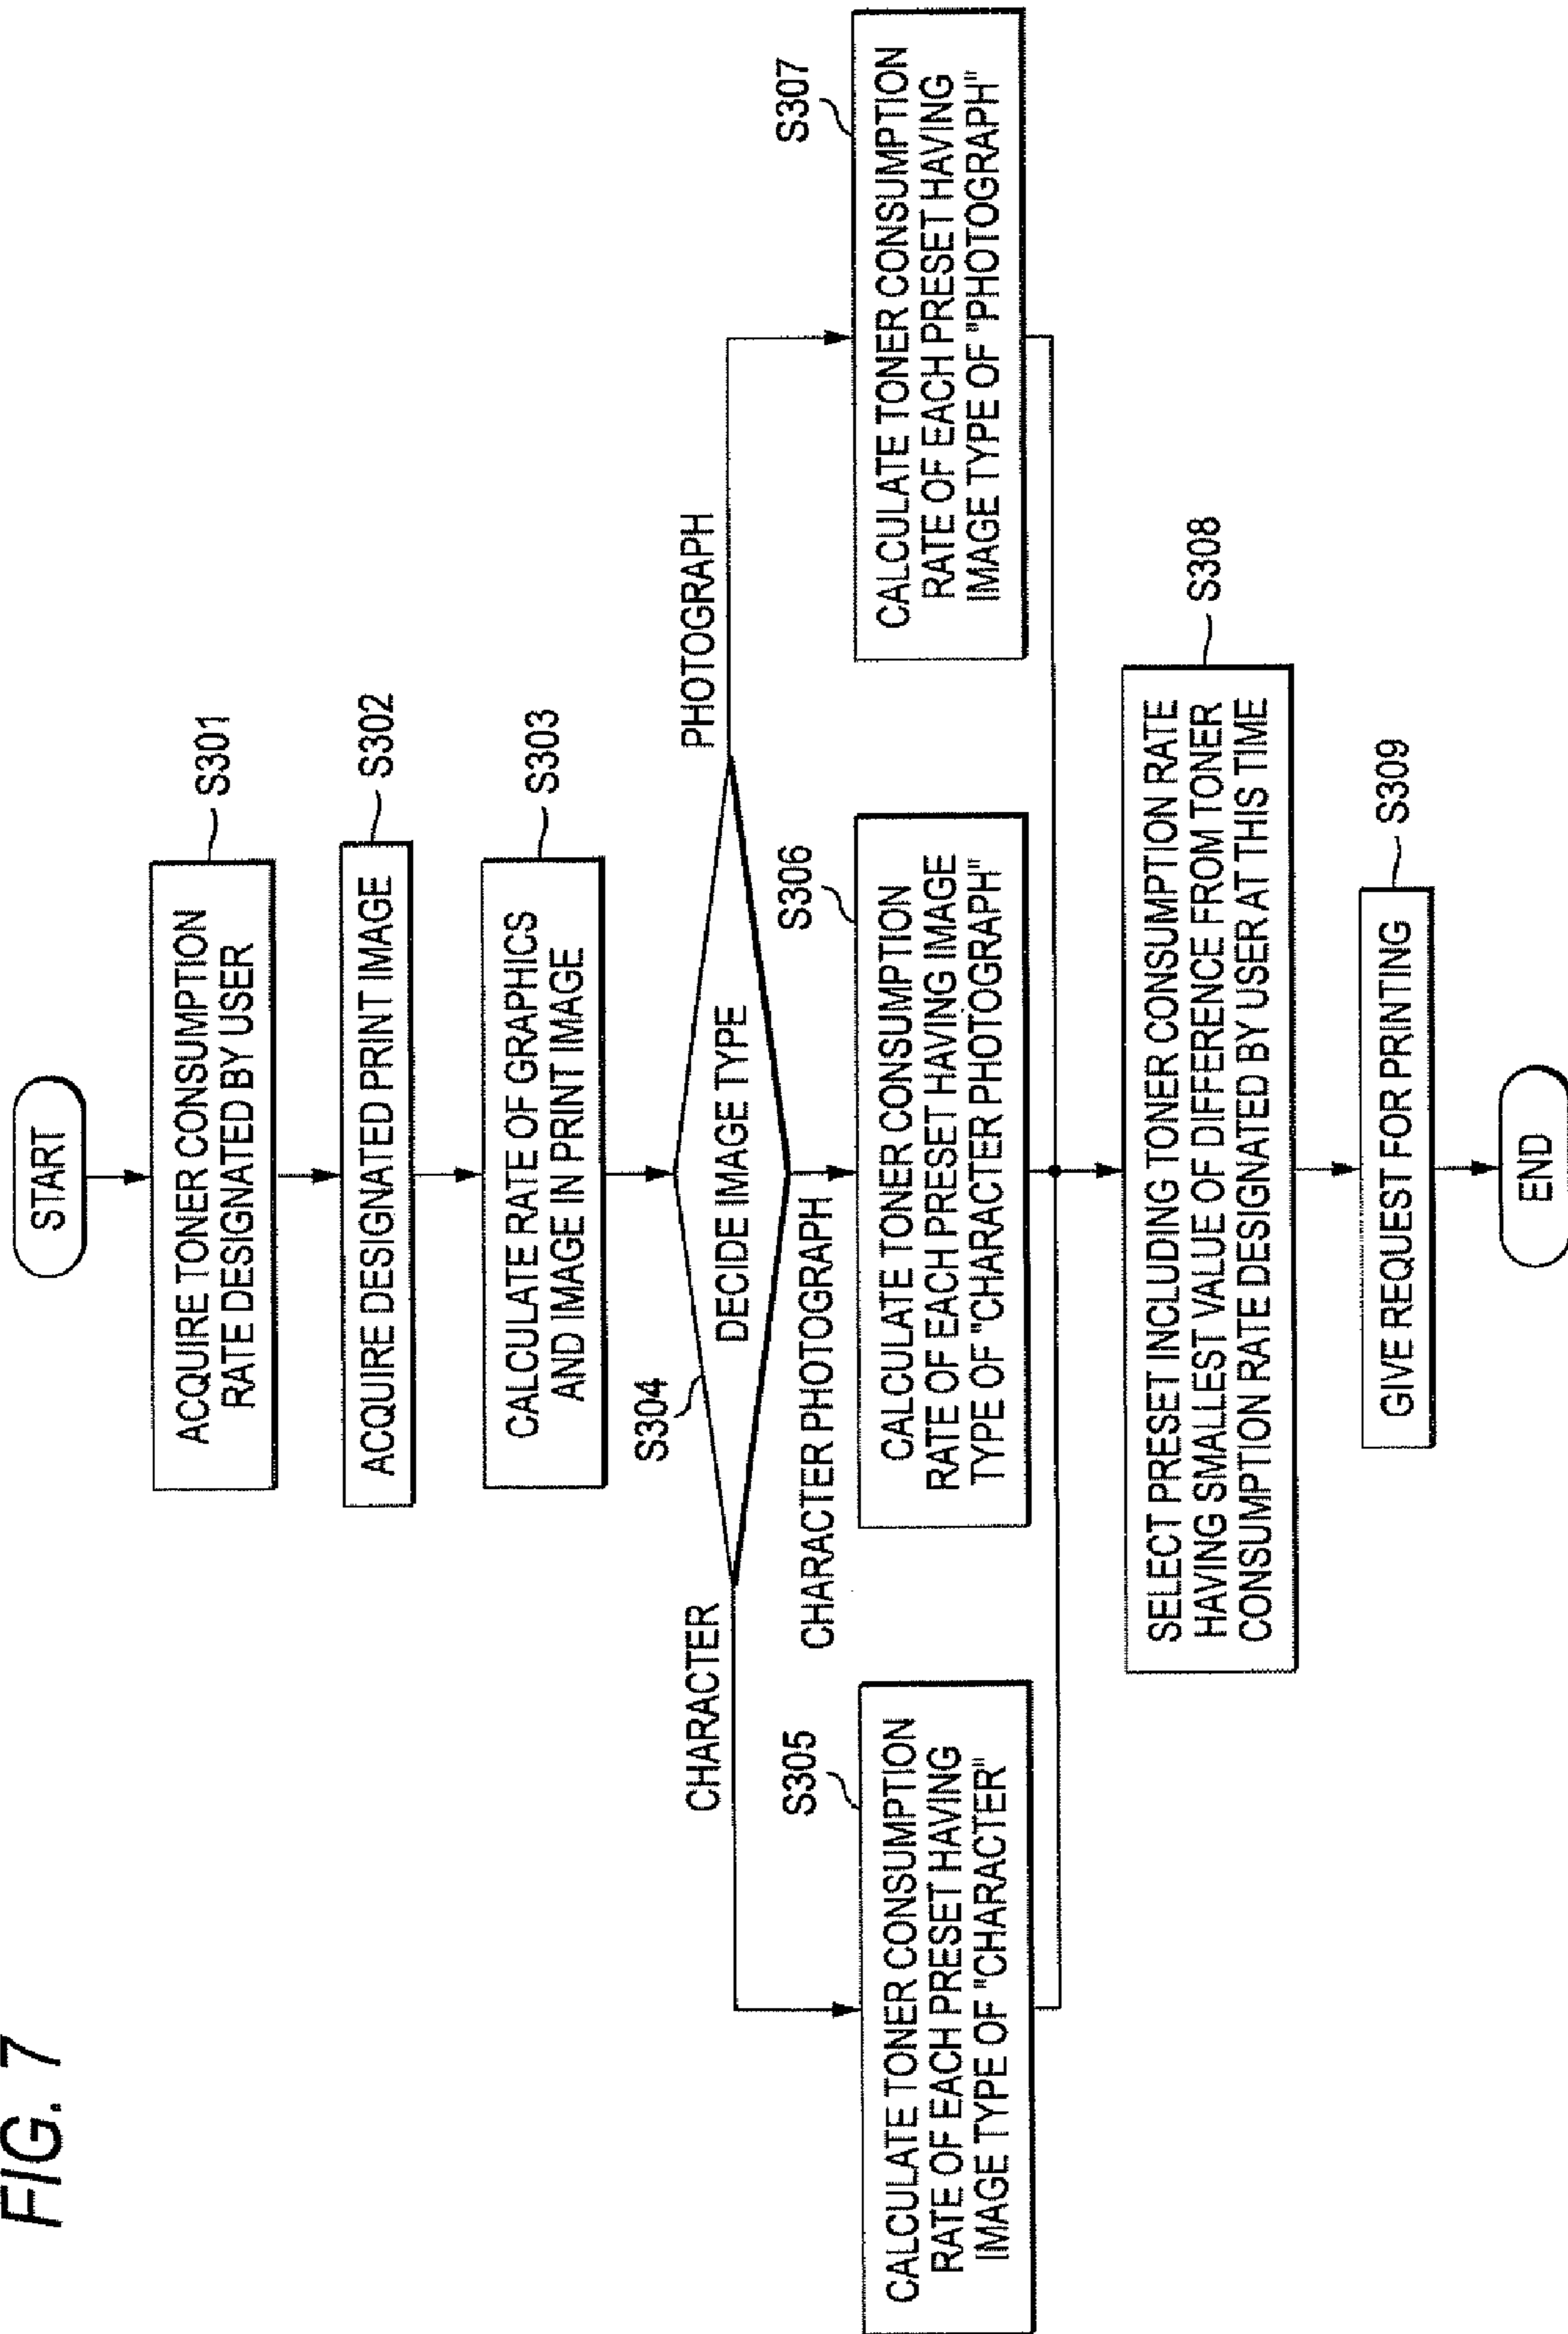 FIG. 7
START
ACQUIRE TONER CONSUMPTION
RATE DESIGNATED BY USER
S301
ACQUIRE DESIGNATED PRINT IMAGE
S302
CALCULATE RATE OF GRAPHICS
AND IMAGE IN PRINT IMAGE
S303
S304
DECIDE IMAGE TYPE
CHARACTER
CHARACTER PHOTOGRAPH
PHOTOGRAPH
S305
CALCULATE TONER CONSUMPTION
RATE OF EACH PRESET HAVING
IMAGE TYPE OF "CHARACTER"
S306
CALCULATE TONER CONSUMPTION
RATE OF EACH PRESET HAVING IMAGE
TYPE OF "CHARACTER PHOTOGRAPH"
S307
CALCULATE TONER CONSUMPTION
RATE OF EACH PRESET HAVING
IMAGE TYPE OF "PHOTOGRAPH"
SELECT PRESET INCLUDING TONER CONSUMPTION RATE
HAVING SMALLEST VALUE OF DIFFERENCE FROM TONER
CONSUMPTION RATE DESIGNATED BY USER AT THIS TIME
S308
GIVE REQUEST FOR PRINTING
S309
END